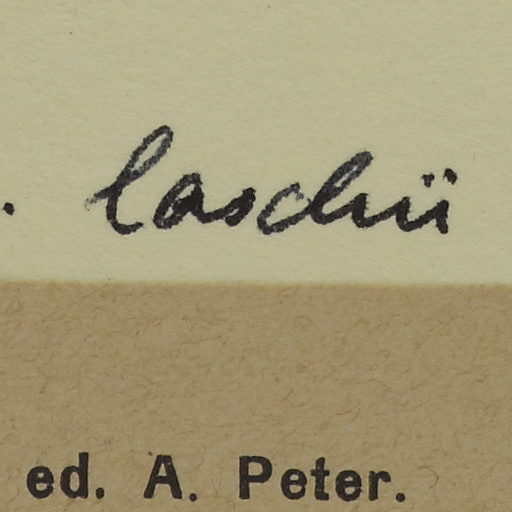 . laschii
ed. A. Peter.